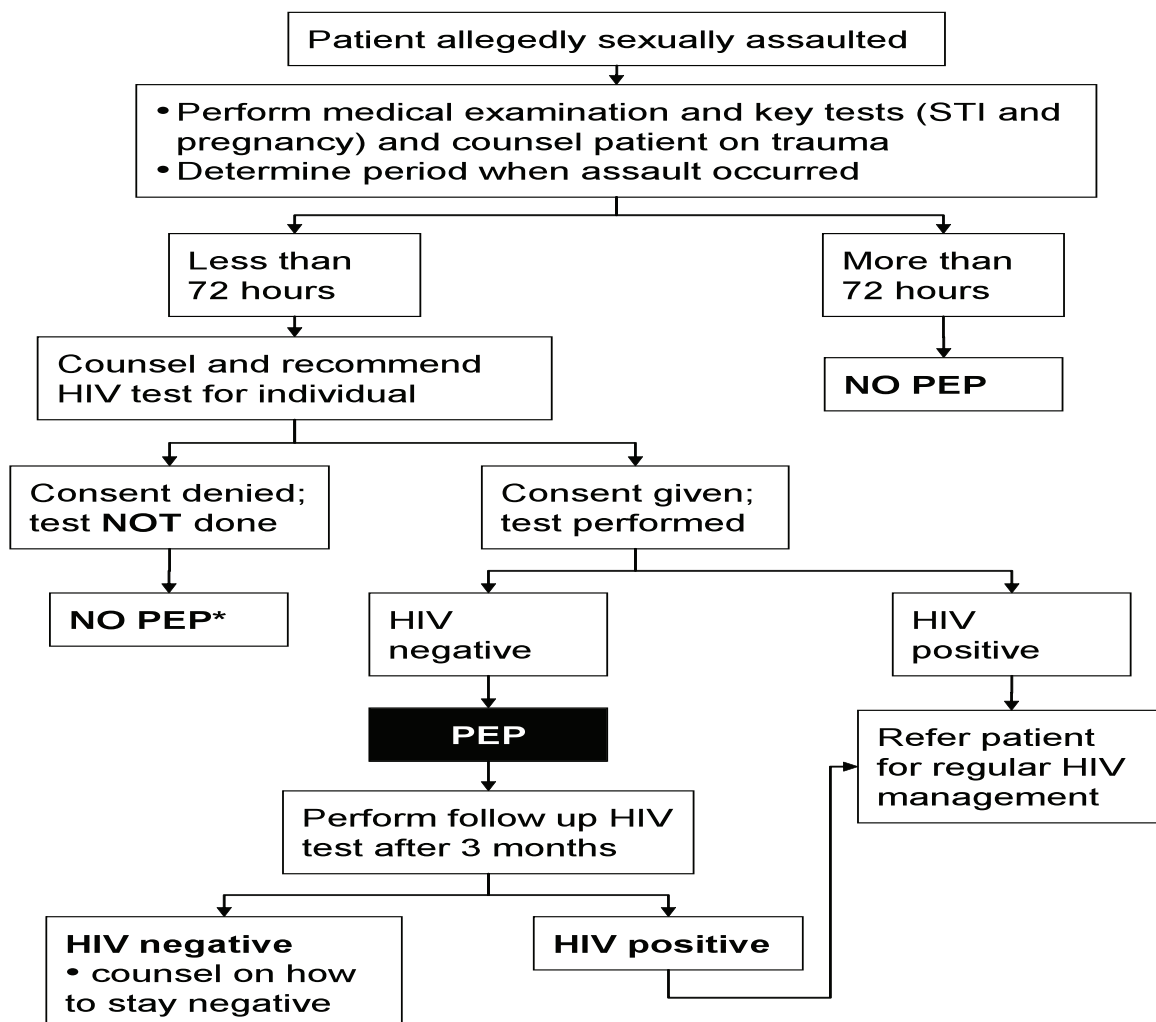 Patient allegedly sexually assaulted
• Perform medical examination and key tests (STI and
pregnancy) and counsel patient on trauma
• Determine period when assault occurred
Less than
72 hours
More than
72 hours
Counsel and recommend
HIV test for individual
NO PEP
Consent denied;
test NOT done
Consent given;
test performed
NO PEP*
HIV
negative
HIV
positive
PEP
Refer patient
for regular HIV
management
Perform follow up HIV
test after 3 months
HIV negative
• counsel on how
to stay negative
HIV positive